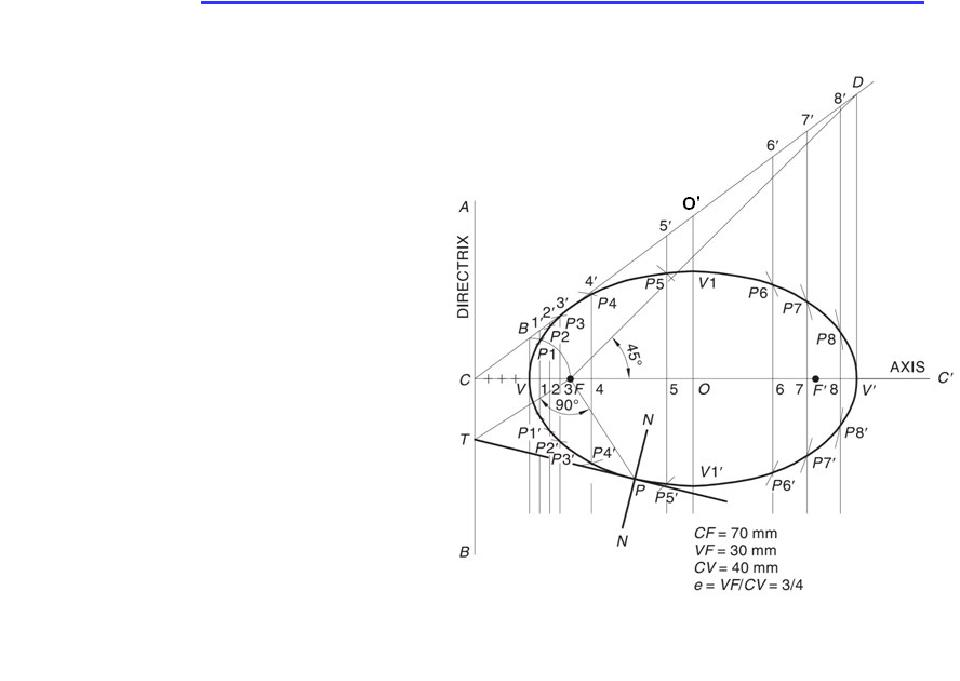 D
8′
7′
6′
A
O'
5′
DIRECTRIX
4′
P5
V1
P6
3′
P4
2′
P7
B 1′
P3
P2
P8
P1
45°
AXIS
C
C′
V 1 2 3 F 4 5 O 6 7 F′ 8 V′
90°
N
P1′
P8′
T
P2′
P4′
P3′
P7′
V1′
P
P5′
P6′
N
CF = 70 mm
B
VF = 30 mm
CV = 40 mm
e = VF/CV = 3/4